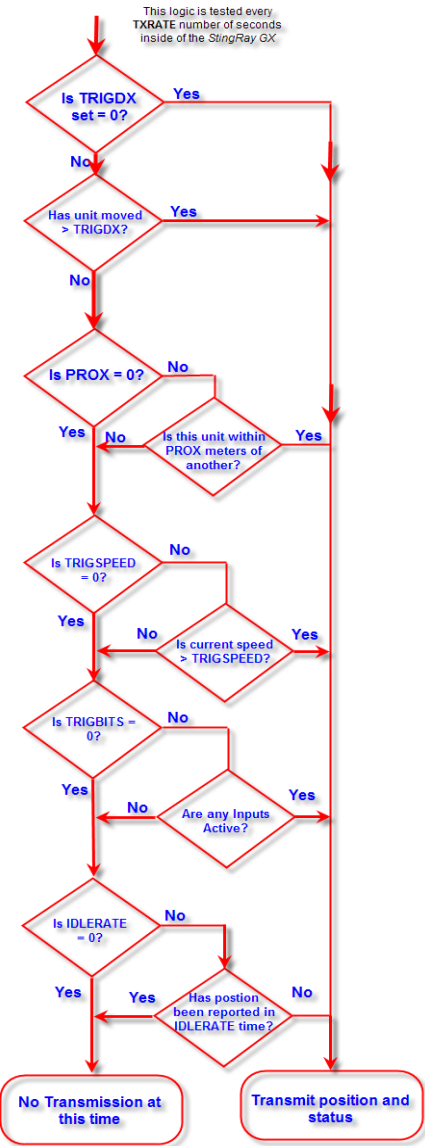 This logic is tested every
TXRATE number of seconds
inside of the StingRay GX
Is TRIGDX
set = 0?
Yes
No
Has unit moved
> TRIGDX?
Yes
No
Is PROX = 0?
No
Yes
No
Is this unit within
PROX meters of
another?
Yes
Is TRIGSPEED
= 0?
No
Yes
No
Is current speed
> TRIGSPEED?
Yes
Is TRIGBITS =
0?
No
Yes
No
Are any Inputs
Active?
Yes
Is IDLERATE
= 0?
No
Yes
Yes
Has postion
been reported in
IDLERATE time?
No
No Transmission at
this time
Transmit position and
status